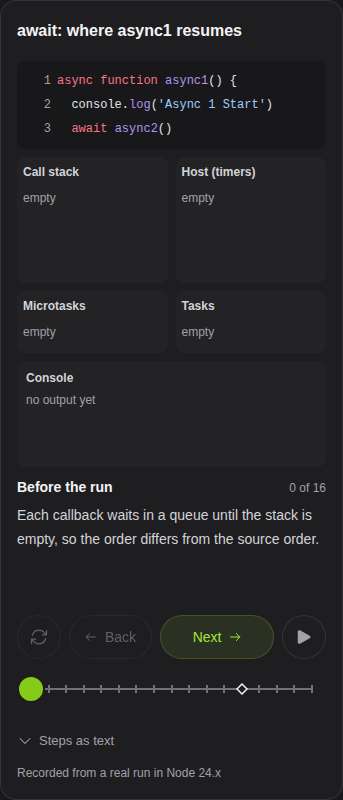 await: where async1 resumes
1 async function async1() {
2 console.log('Async 1 Start')
3 await async2()
Call stack
empty
Host (timers)
empty
Microtasks
empty
Tasks
empty
Console
no output yet
Before the run
0 of 16
Each callback waits in a queue until the stack is
empty, so the order differs from the source order.
← Back
Next →
Steps as text
Recorded from a real run in Node 24.x